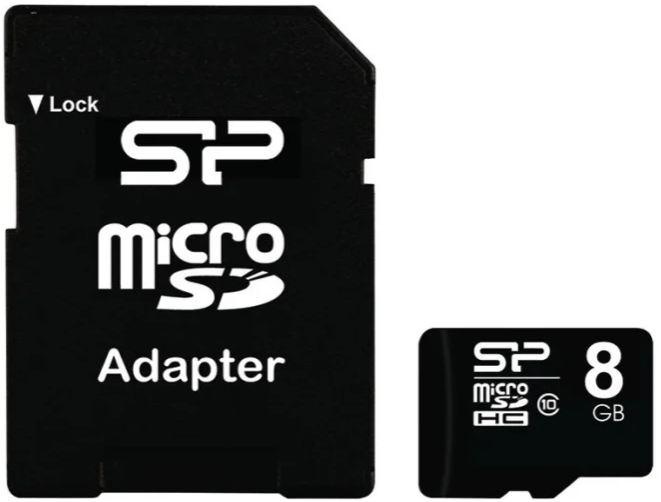 Lock
SP
micro
SD
Adapter
SP
8
GB
micro
SD
HC
10